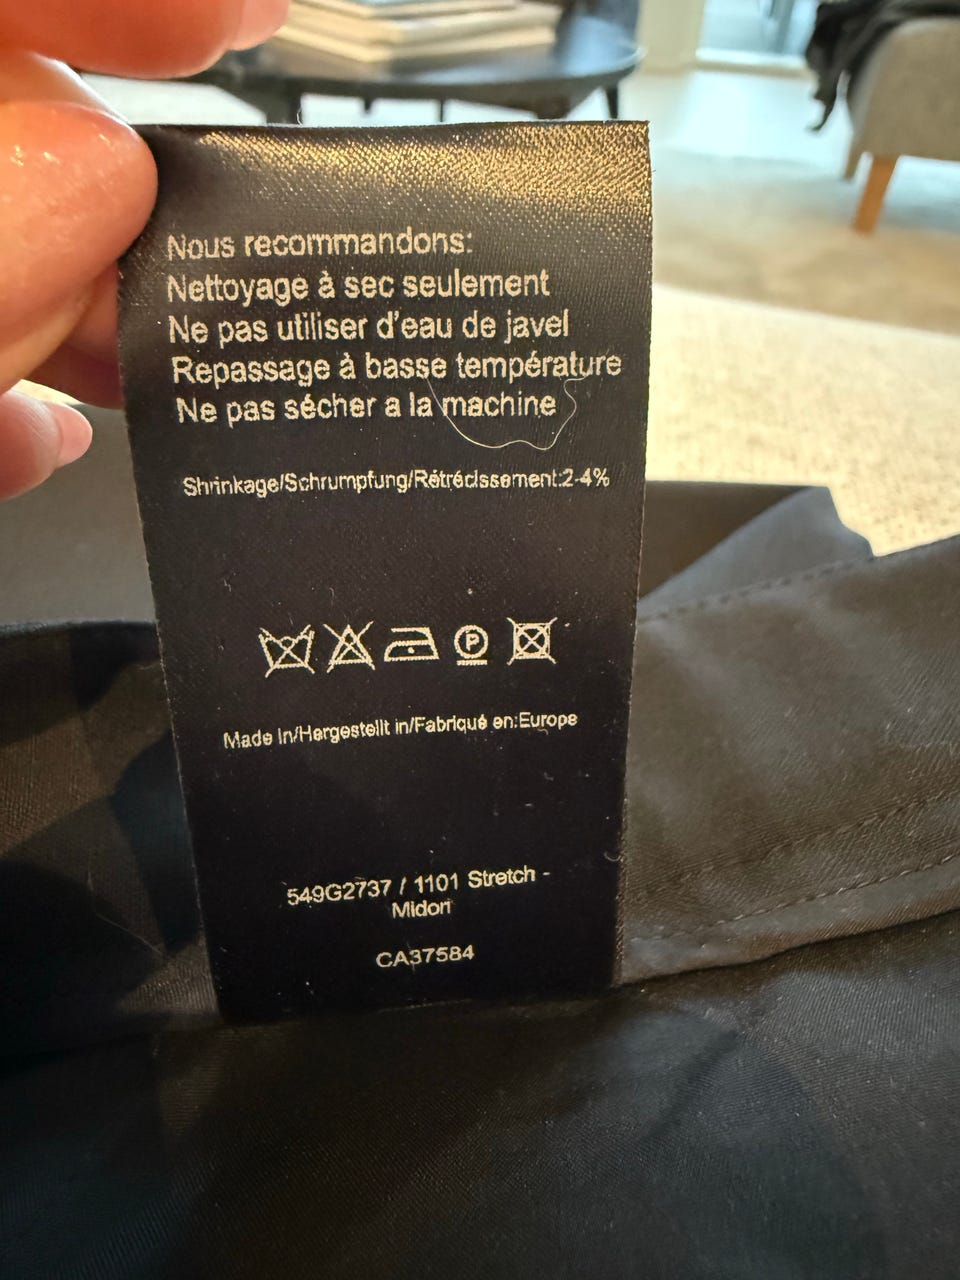 Nous recommandons:
Nettoyage à sec seulement
Ne pas utiliser d'eau de javel
Repassage à basse température
Ne pas sécher a la machine
Shrinkage/Schrumpfung/Rétrécissement:2-4%
P
Made In/Hergestellt in/Fabriqué en:Europe
549G2737 / 1101 Stretch -
Midori
CA37584